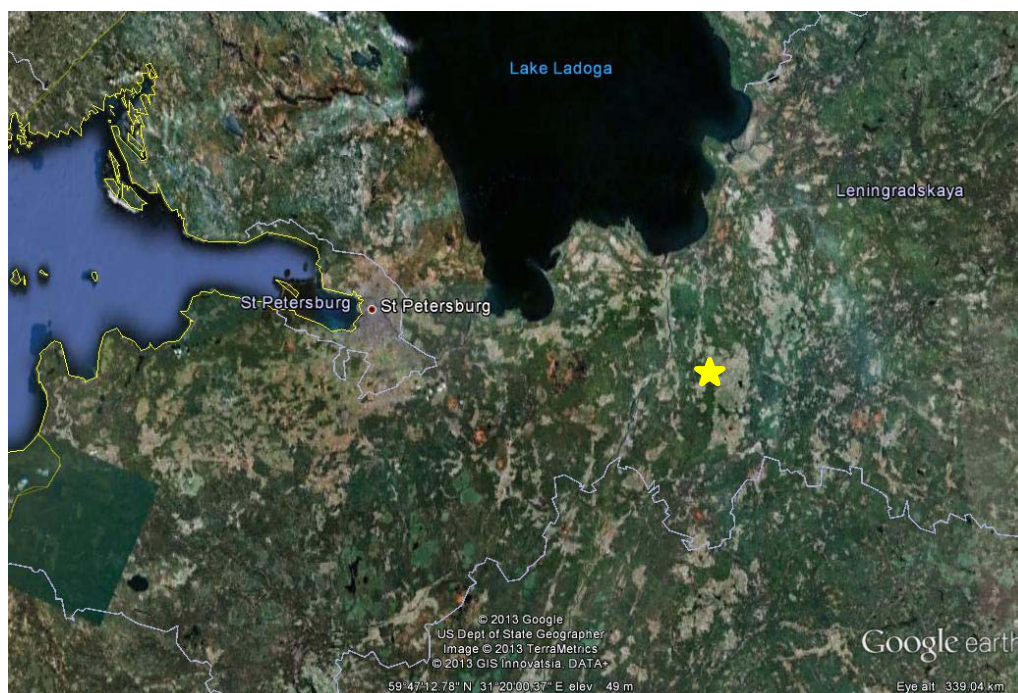 Lake Ladoga
Leningradskaya
St Petersburg
St Petersburg
© 2013 Google
US Dept of State Geographer
Image © 2013 TerraMetrics
© 2013 GIS Innovatsia, DATA+
Google earth
59°47'12.78" N 31°20'00.37" E elev 49 m
Eye alt 339.04 km